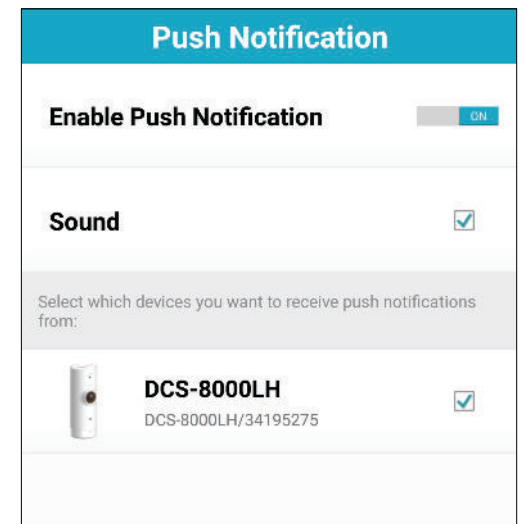 Push Notification
Enable Push Notification
ON
Sound
Select which devices you want to receive push notifications
from:
DCS-8000LH
DCS-8000LH/34195275